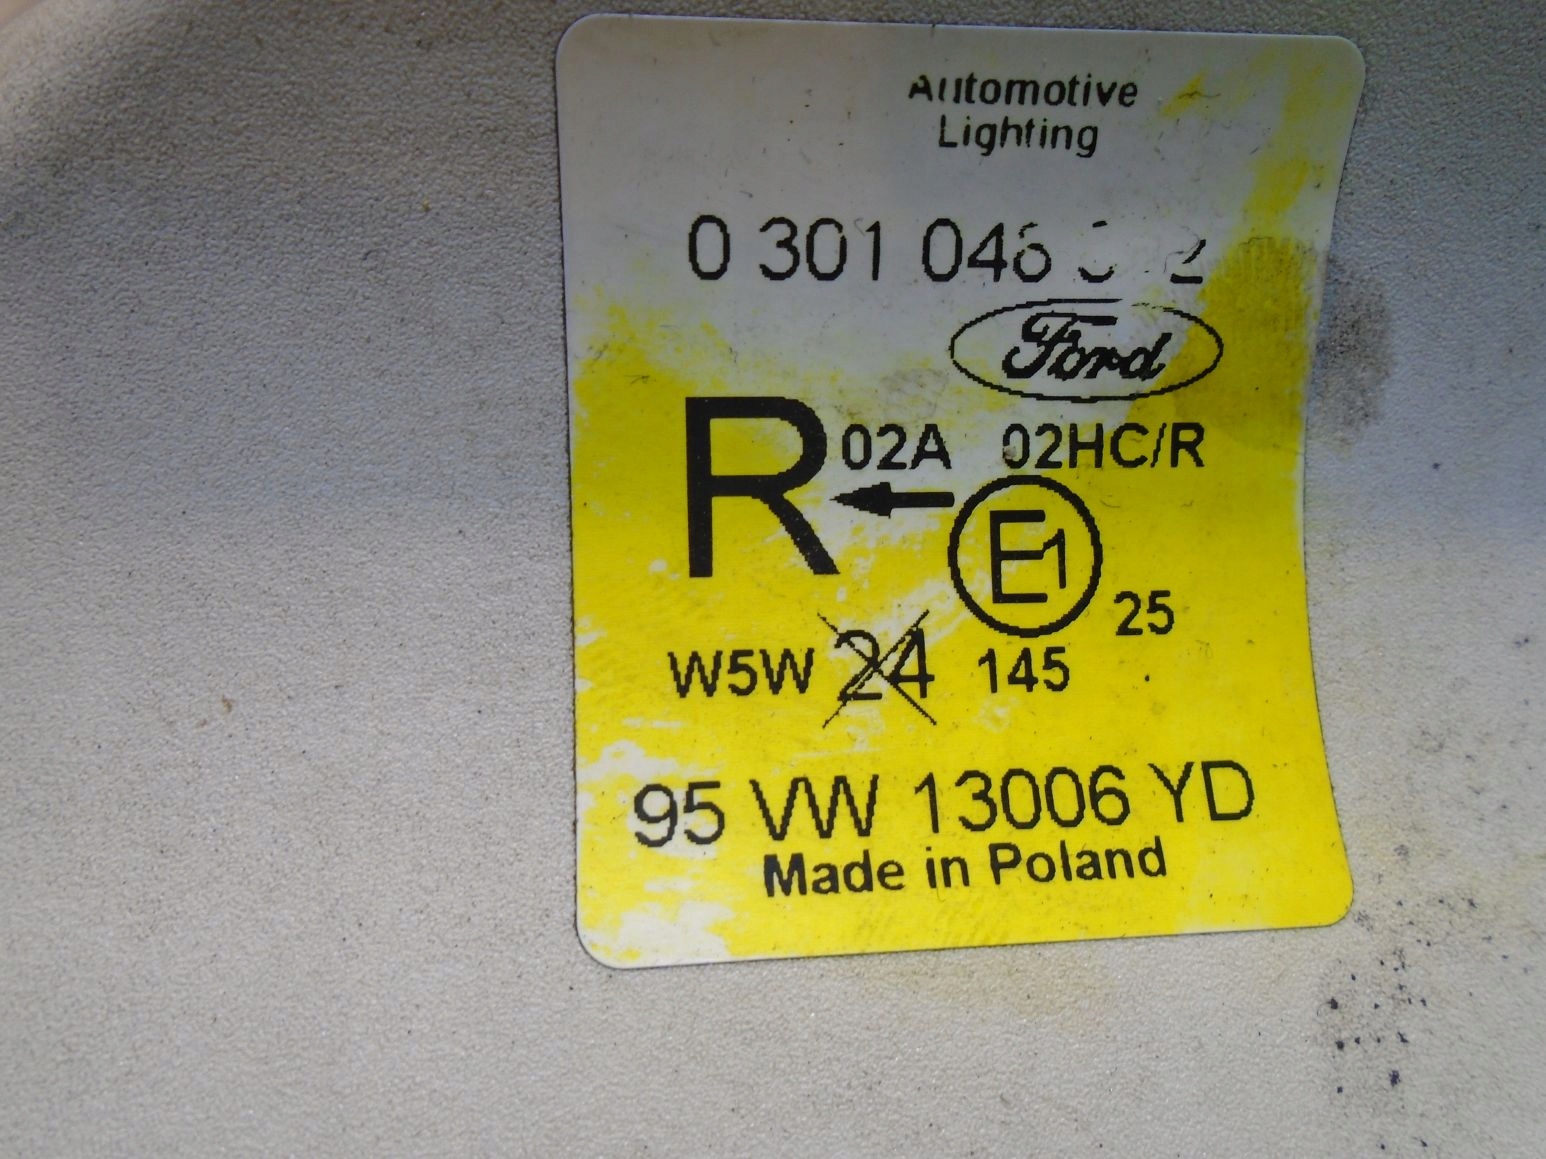 Automotive
Lighting
0 301 046
Ford
R 02A 02HC/R
E1
25
W5W 24 145
95 VW 13006 YD
Made in Poland